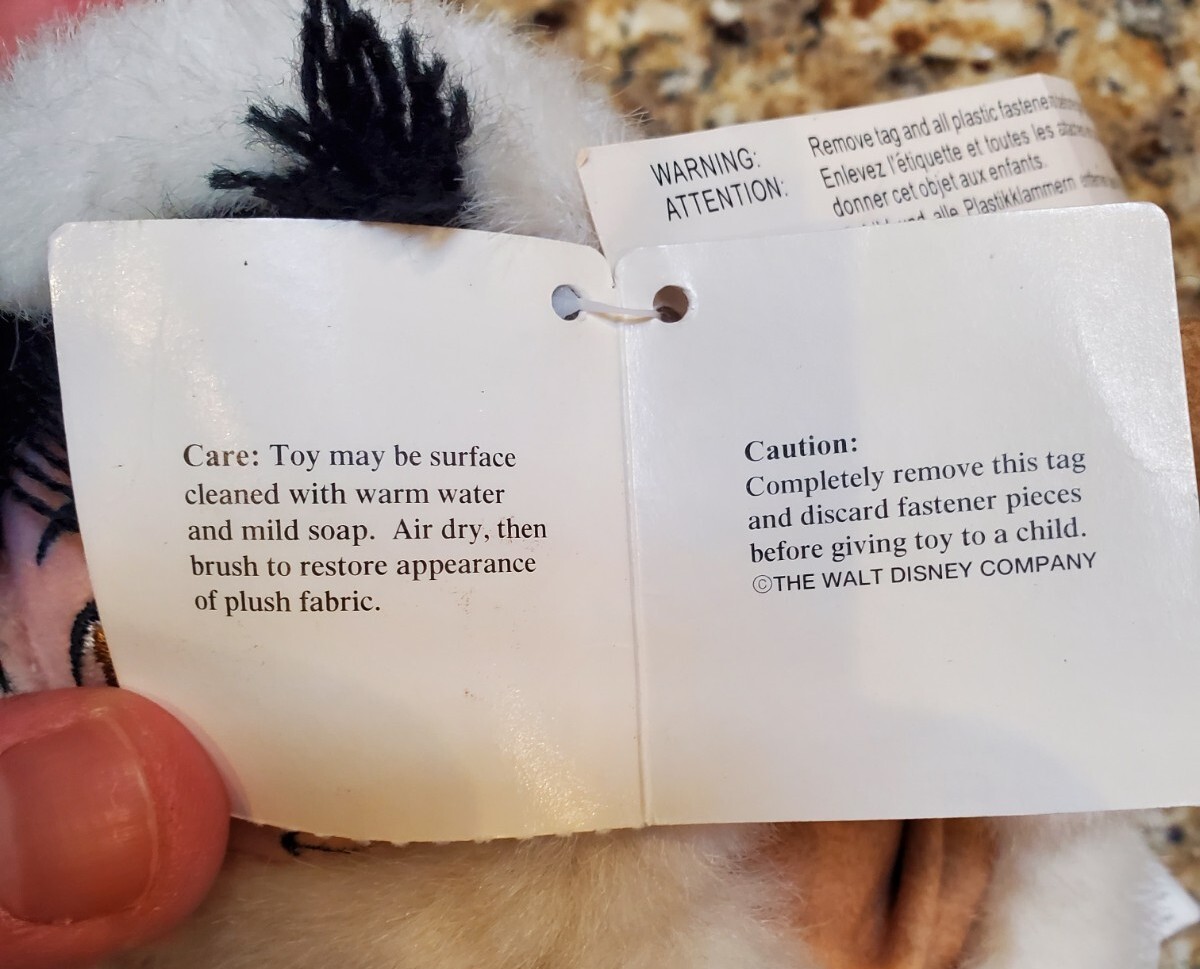 WARNING:
ATTENTION:
Remove tag and all plastic
Enlevez l'étiquette et toutes les
donner cet objet aux enfants.
alle Plastikklammern
Care: Toy may be surface
cleaned with warm water
and mild soap. Air dry, then
brush to restore appearance
of plush fabric.
Caution:
Completely remove this tag
and discard fastener pieces
before giving toy to a child.
©THE WALT DISNEY COMPANY